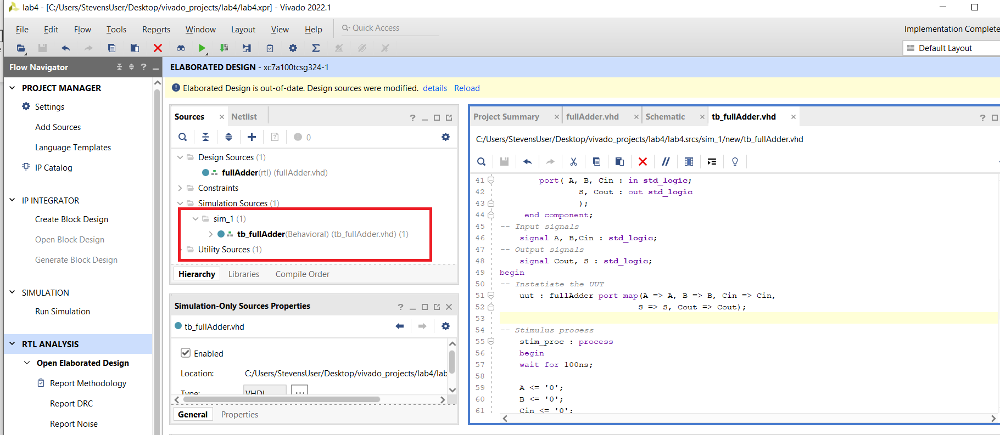 lab4 - [C:/Users/StevensUser/Desktop/vivado_projects/lab4/lab4.xpr] - Vivado 2022.1
File Edit Flow Tools Reports Window Layout View Help Quick Access
Implementation Complete
Default Layout
Flow Navigator
ELABORATED DESIGN - xc7a100tcsg324-1
Elaborated Design is out-of-date. Design sources were modified. details Reload
PROJECT MANAGER
Settings
Add Sources
Language Templates
IP Catalog
IP INTEGRATOR
Create Block Design
Open Block Design
Generate Block Design
SIMULATION
Run Simulation
RTL ANALYSIS
Open Elaborated Design
Report Methodology
Report DRC
Report Noise
Sources Netlist
0
Design Sources (1)
fullAdder(rtl) (fullAdder.vhd)
Constraints
Simulation Sources (1)
sim_1 (1)
tb_fullAdder(Behavioral) (tb_fullAdder.vhd) (1)
Utility Sources (1)
Hierarchy Libraries Compile Order
Simulation-Only Sources Properties
tb_fullAdder.vhd
Enabled
Location: C:/Users/StevensUser/Desktop/vivado_projects/lab4/lab
Type: VHDL ...
General Properties
Project Summary fullAdder.vhd Schematic tb_fullAdder.vhd
C:/Users/StevensUser/Desktop/vivado_projects/lab4/lab4.srcs/sim_1/new/tb_fullAdder.vhd
41 port( A, B, Cin : in std_logic;
42 S, Cout : out std_logic
43 );
44 end component;
45 -- Input signals
46 signal A, B,Cin : std_logic;
47 -- Output signals
48 signal Cout, S : std_logic;
49 begin
50 -- Instatiate the UUT
51 uut : fullAdder port map(A => A, B => B, Cin => Cin,
52 S => S, Cout => Cout);
53
54 -- Stimulus process
55 stim_proc : process
56 begin
57 wait for 100ns;
58
59 A <= '0';
60 B <= '0';
61 Cin <= '0';